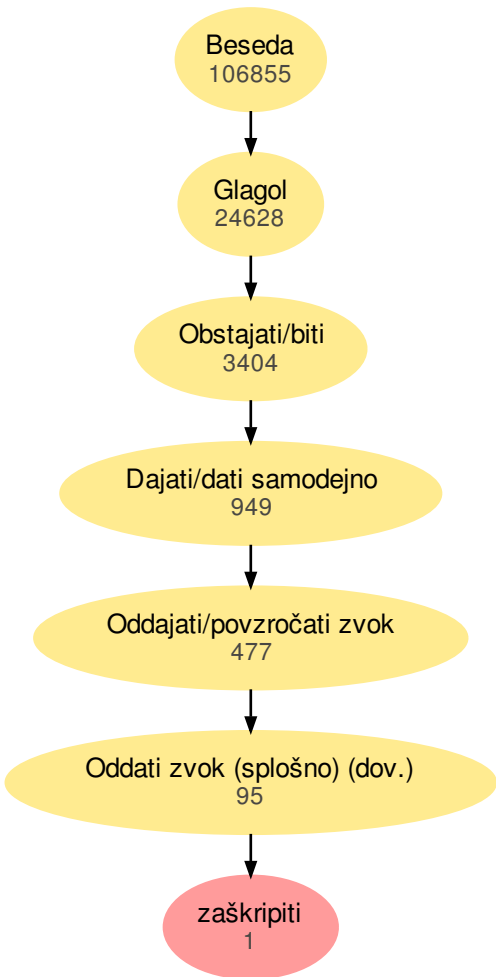 Beseda
106855
Glagol
24628
Obstajati/biti
3404
Dajati/dati samodejno
949
Oddajati/povzročati zvok
477
Oddati zvok (splošno) (dov.)
95
zaškripiti
1